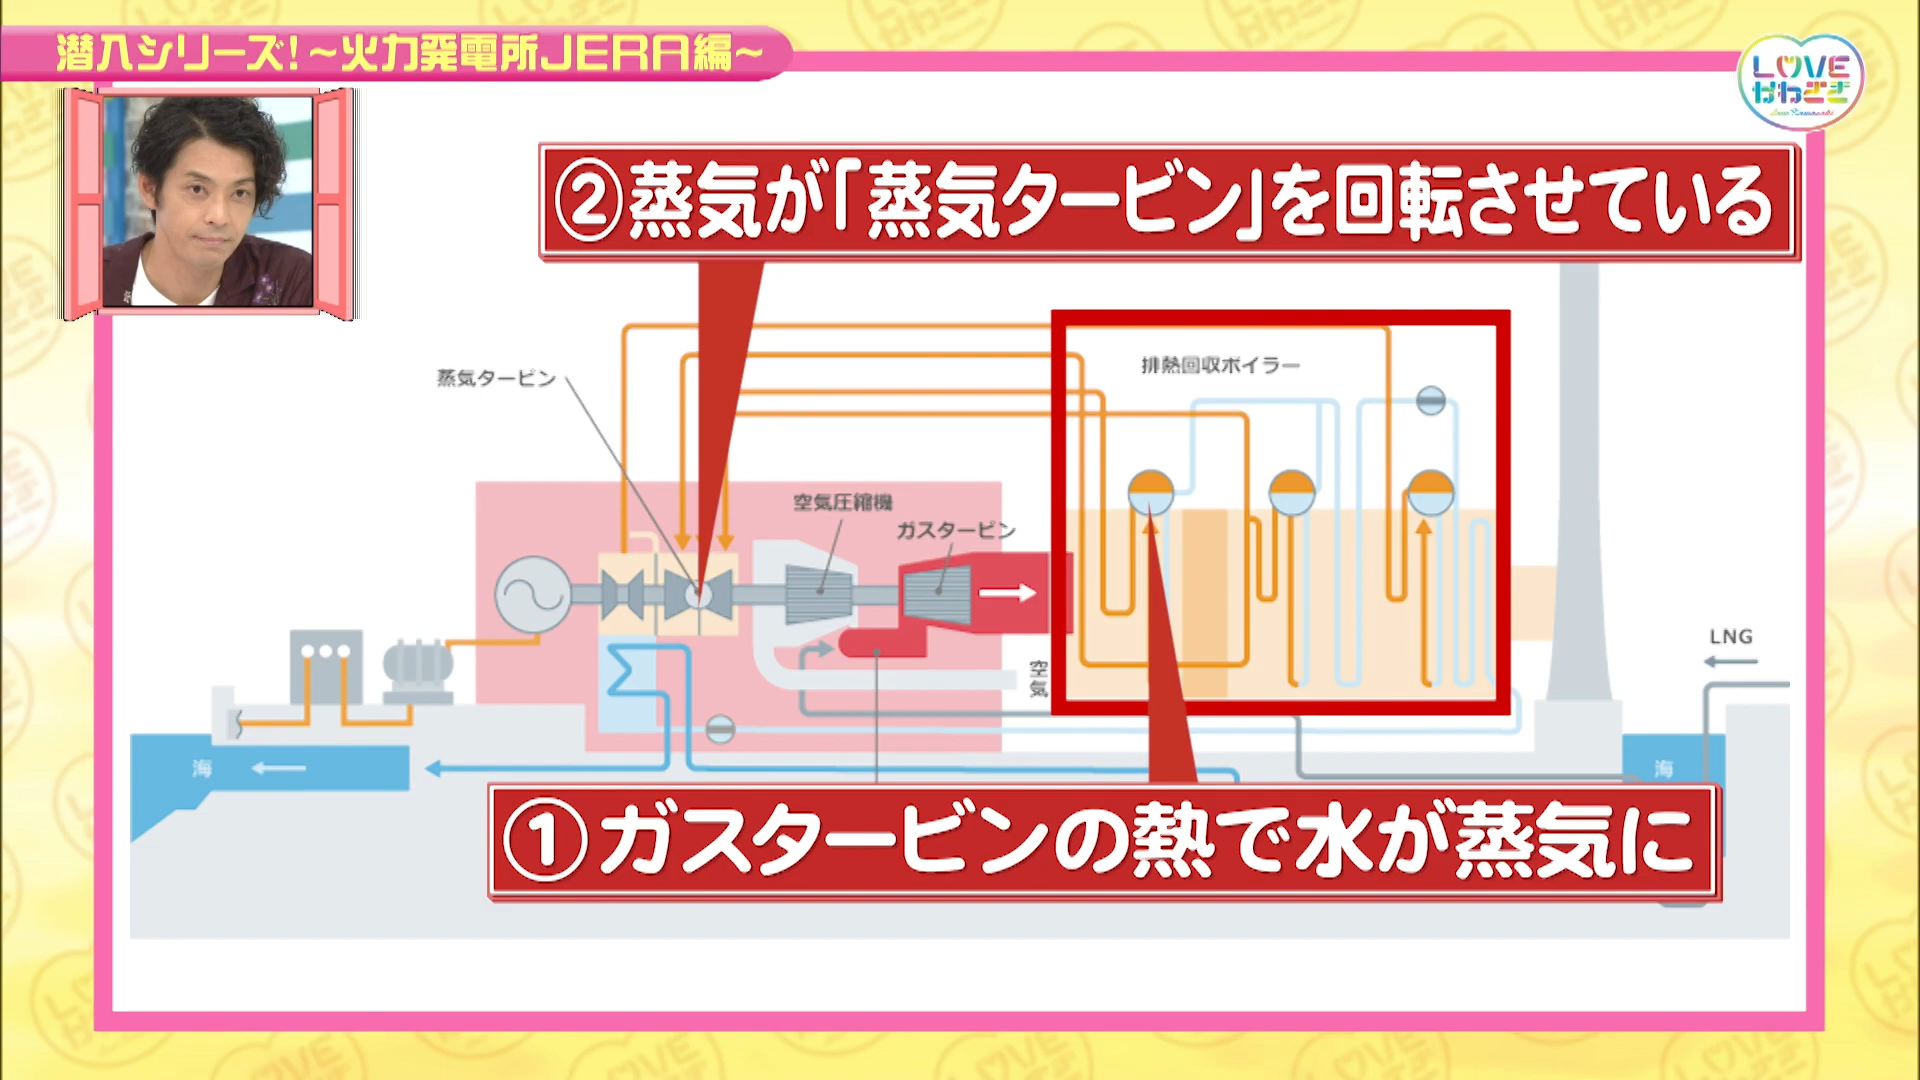 潜入シリーズ!~火力発電所JERA編~
LOVE
かわさき
②蒸気が「蒸気タービン」を回転させている
蒸気タービン
排熱回収ボイラー
空気圧縮機
ガスタービン
空気
LNG
海
海
①ガスタービンの熱で水が蒸気に